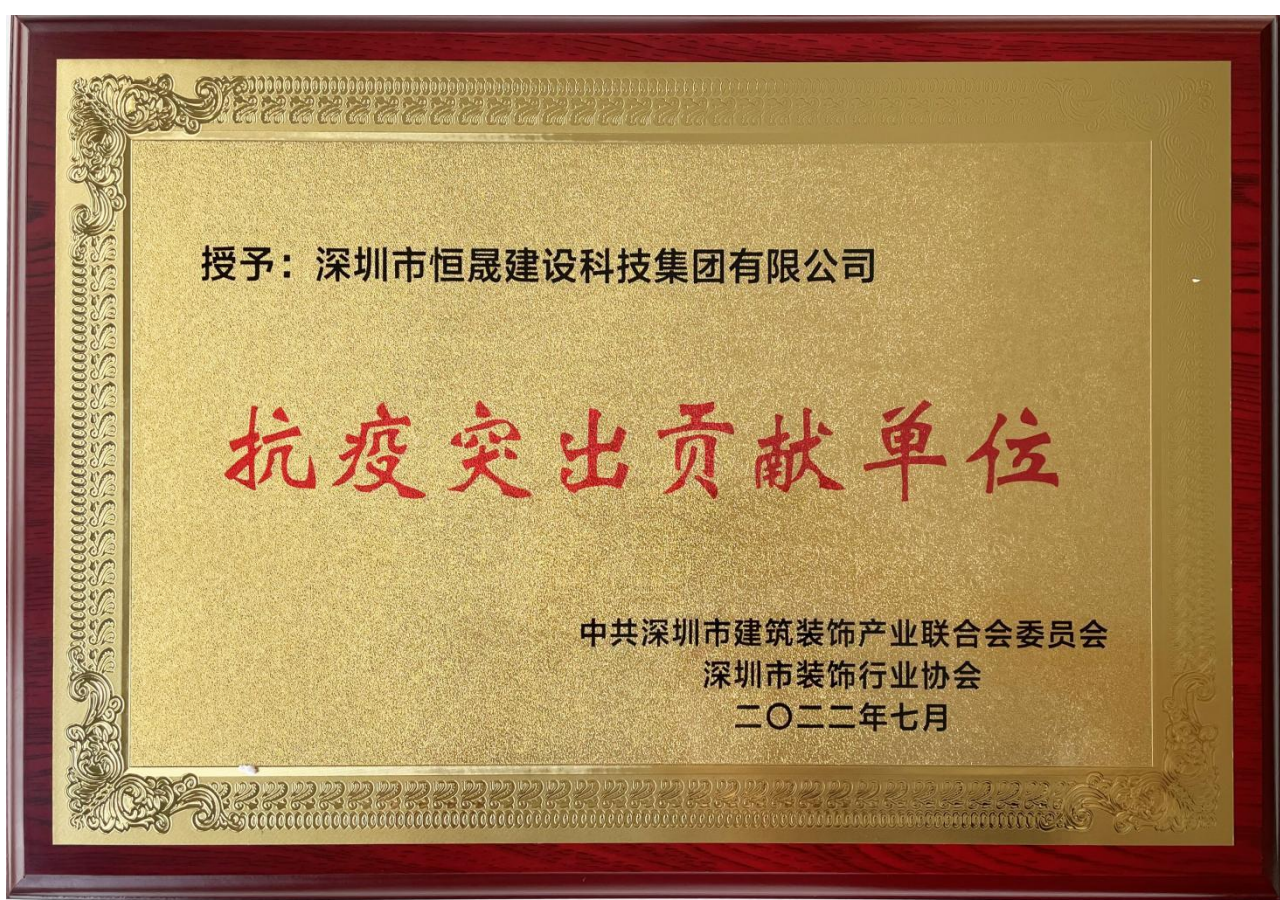 授予：深圳市恒晟建设科技集团有限公司
抗疫突出贡献单位
中共深圳市建筑装饰产业联合会委员会
深圳市装饰行业协会
二〇二二年七月